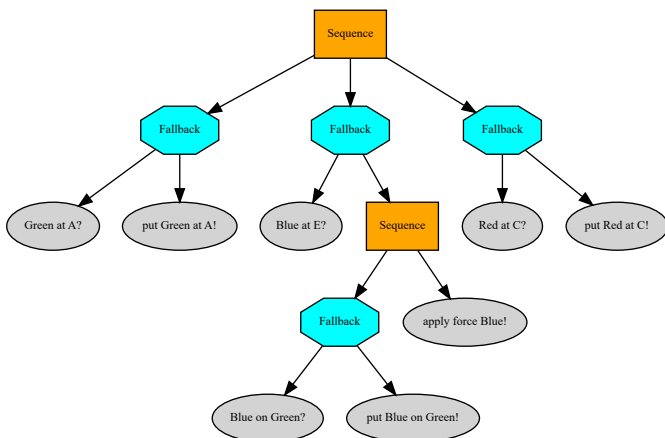 Sequence
Fallback
Fallback
Fallback
Green at A?
put Green at A!
Blue at E?
Sequence
Red at C?
put Red at C!
Fallback
apply force Blue!
Blue on Green?
put Blue on Green!